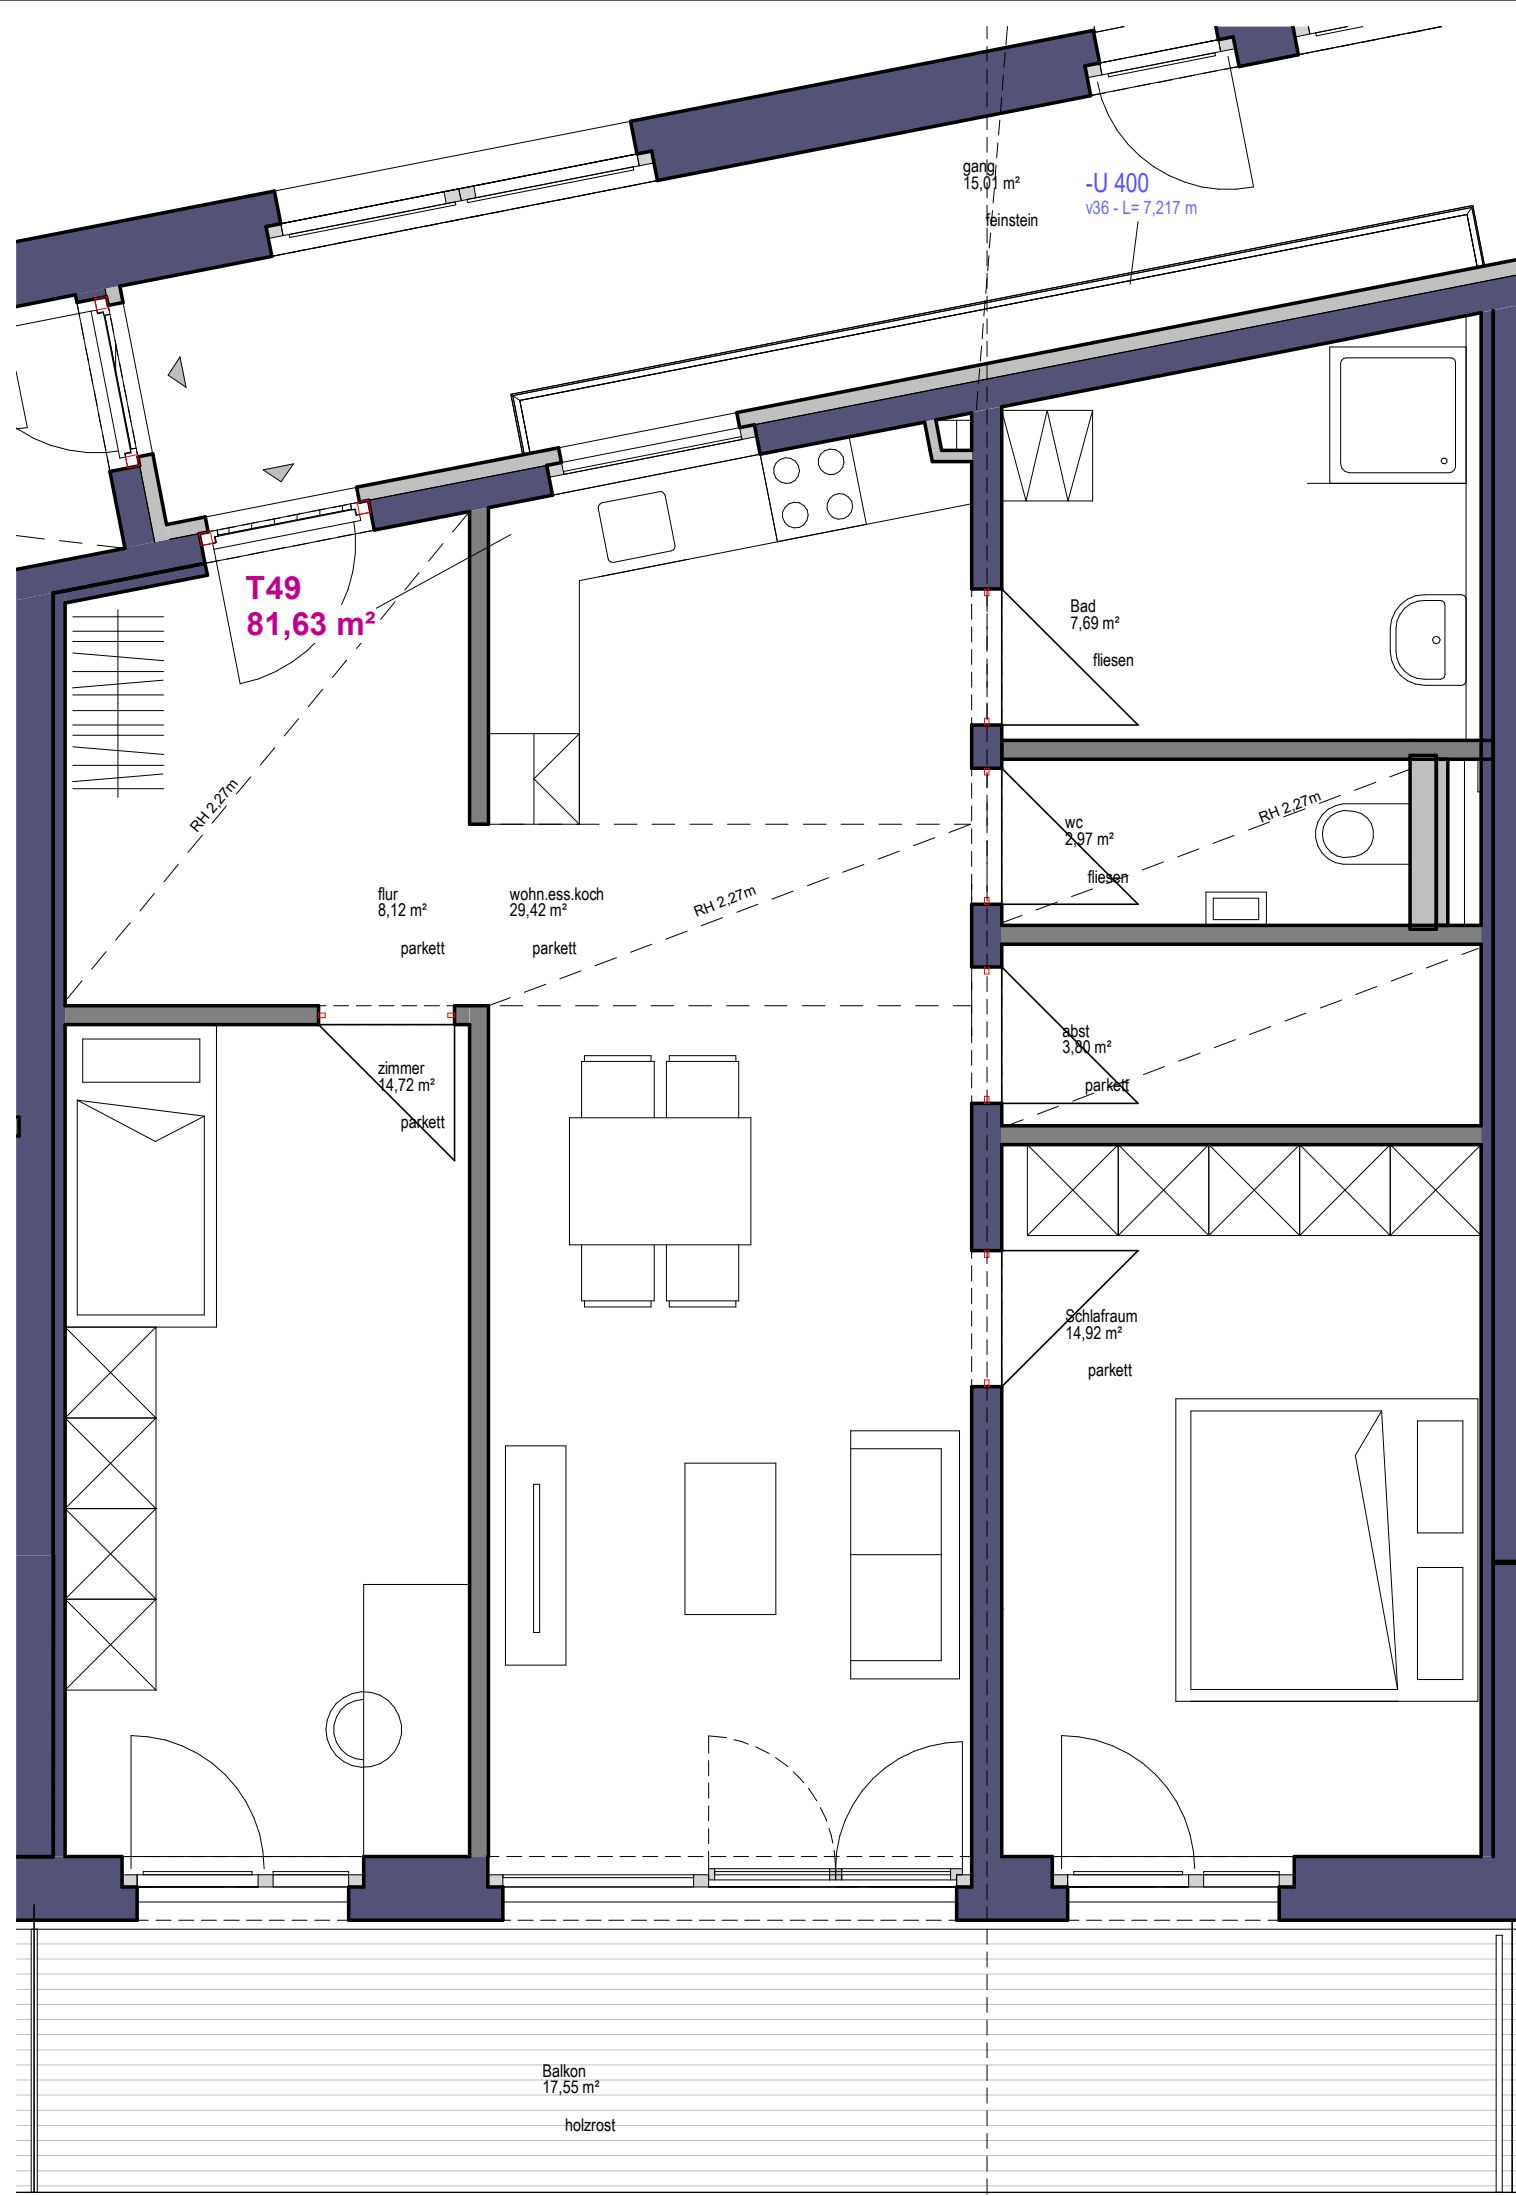 gang
15,01 m²
feinstein
-U 400
v36 - L= 7,217 m
T49
81,63 m²
Bad
7,69 m²
fliesen
RH 2,27m
wc
2,97 m²
fliesen
RH 2,27m
flur
8,12 m²
parkett
wohn.ess.koch
29,42 m²
parkett
RH 2,27m
abst
3,80 m²
parkett
zimmer
14,72 m²
parkett
Schlafraum
14,92 m²
parkett
Balkon
17,55 m²
holzrost